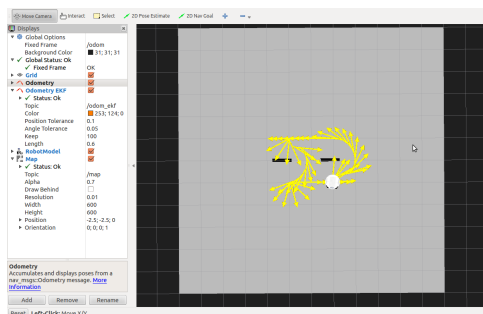 Move Camera Interact Select 2D Pose Estimate 2D Nav Goal
Displays
Global Options
Fixed Frame /odom
Background Color 31; 31; 31
Global Status: Ok
Fixed Frame OK
Grid
Odometry
Odometry EKF
Status: Ok
Topic /odom_ekf
Color 253; 124; 0
Position Tolerance 0.1
Angle Tolerance 0.05
Keep 100
Length 0.6
RobotModel
Map
Status: Ok
Topic /map
Alpha 0.7
Draw Behind
Resolution 0.01
Width 600
Height 600
Position -2.5; -2.5; 0
Orientation 0; 0; 0; 1
Odometry
Accumulates and displays poses from a
nav_msgs::Odometry message. More
Information
Add Remove Rename
Reset Left-Click: Move X/Y